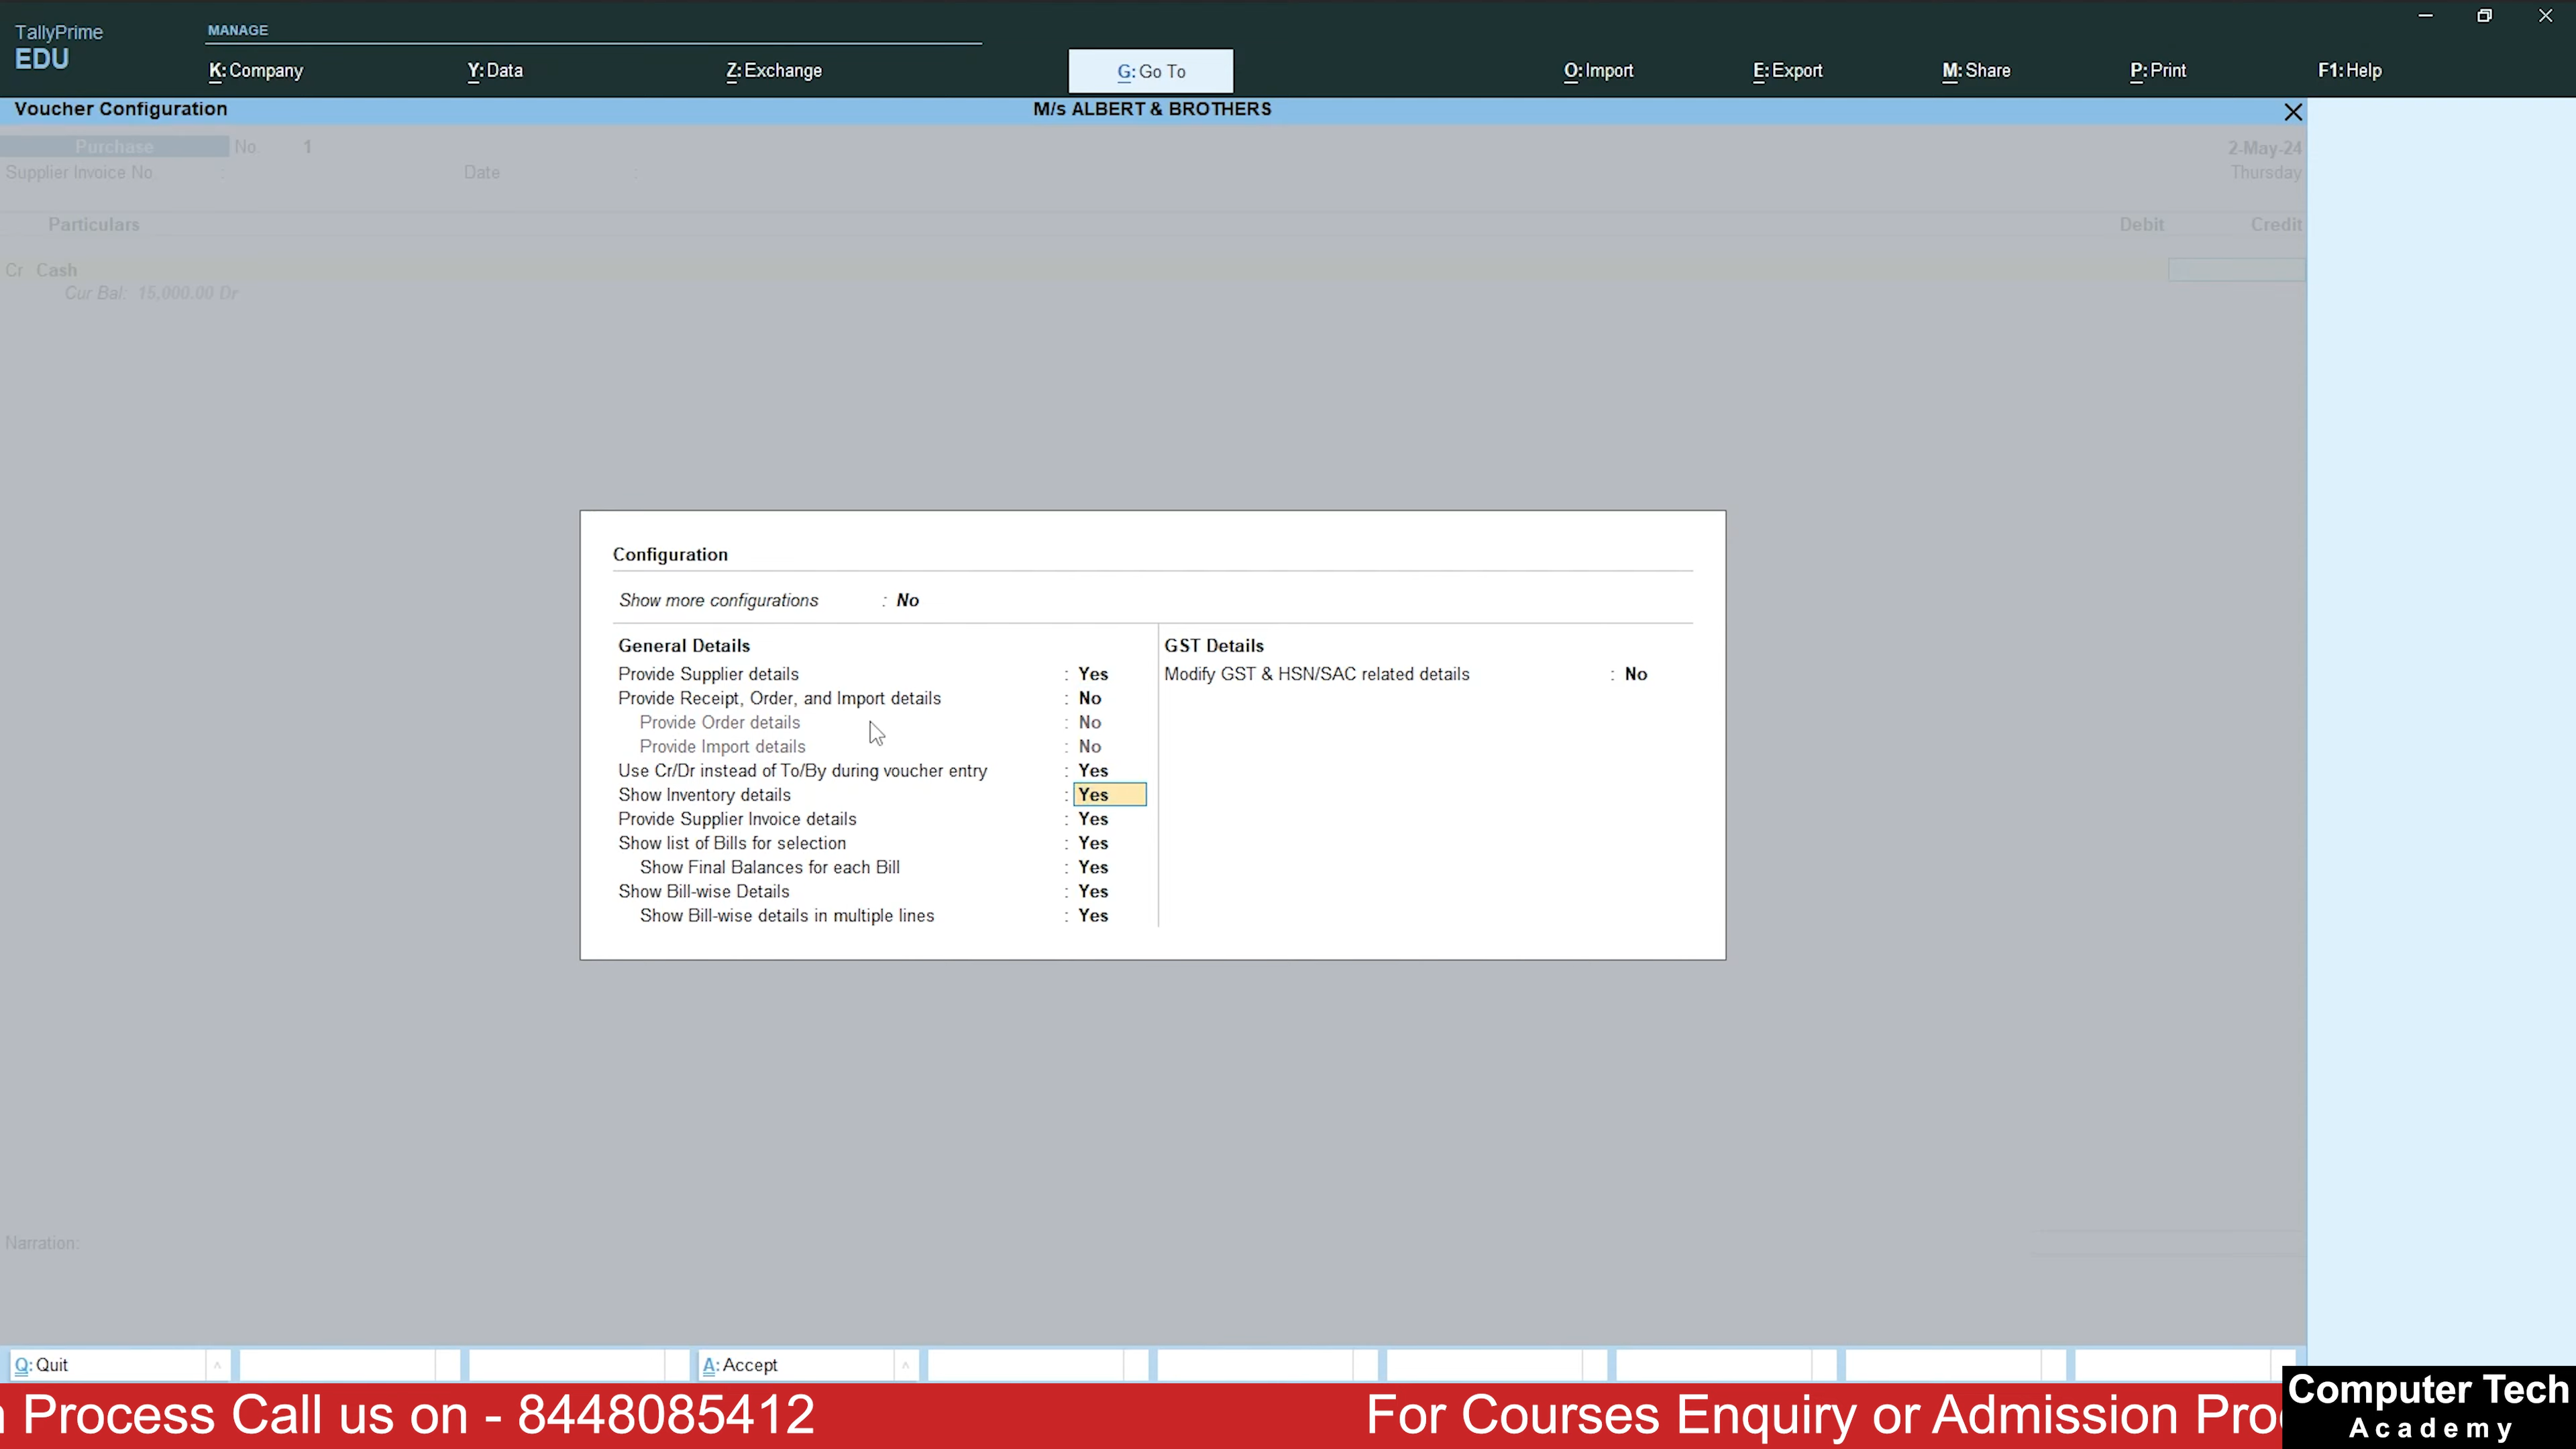 TallyPrime
EDU
MANAGE
K: Company
Y: Data
Z: Exchange
G: Go To
O: Import
E: Export
M: Share
P: Print
F1: Help
Voucher Configuration
M/s ALBERT & BROTHERS
Purchase No 1
2-May-24
Supplier Invoice No. :
Date :
Thursday
Particulars
Debit
Credit
Cr Cash
Cur Bal: 15,000.00 Dr
Configuration
Show more configurations : No
General Details
Provide Supplier details : Yes
Provide Receipt, Order, and Import details : No
Provide Order details : No
Provide Import details : No
Use Cr/Dr instead of To/By during voucher entry : Yes
Show Inventory details : Yes
Provide Supplier Invoice details : Yes
Show list of Bills for selection : Yes
Show Final Balances for each Bill : Yes
Show Bill-wise Details : Yes
Show Bill-wise details in multiple lines : Yes
GST Details
Modify GST & HSN/SAC related details : No
Narration:
Q: Quit
A: Accept
n Process Call us on - 8448085412
For Courses Enquiry or Admission Pro
Computer Tech
Academy